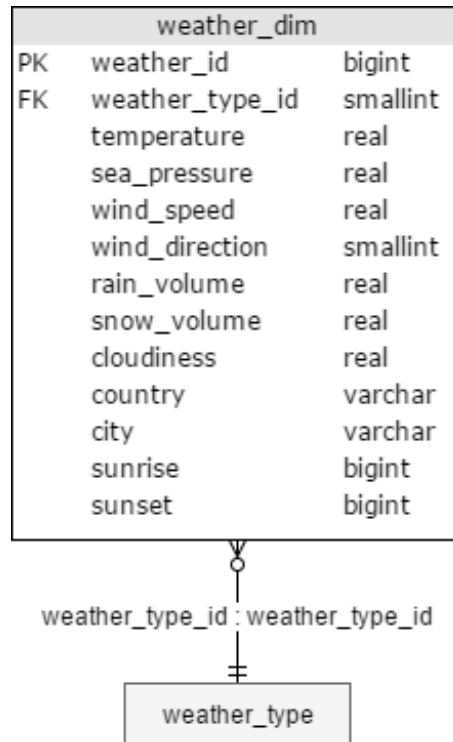 weather_dim
PK weather_id bigint
FK weather_type_id smallint
temperature real
sea_pressure real
wind_speed real
wind_direction smallint
rain_volume real
snow_volume real
cloudiness real
country varchar
city varchar
sunrise bigint
sunset bigint
weather_type_id : weather_type_id
weather_type